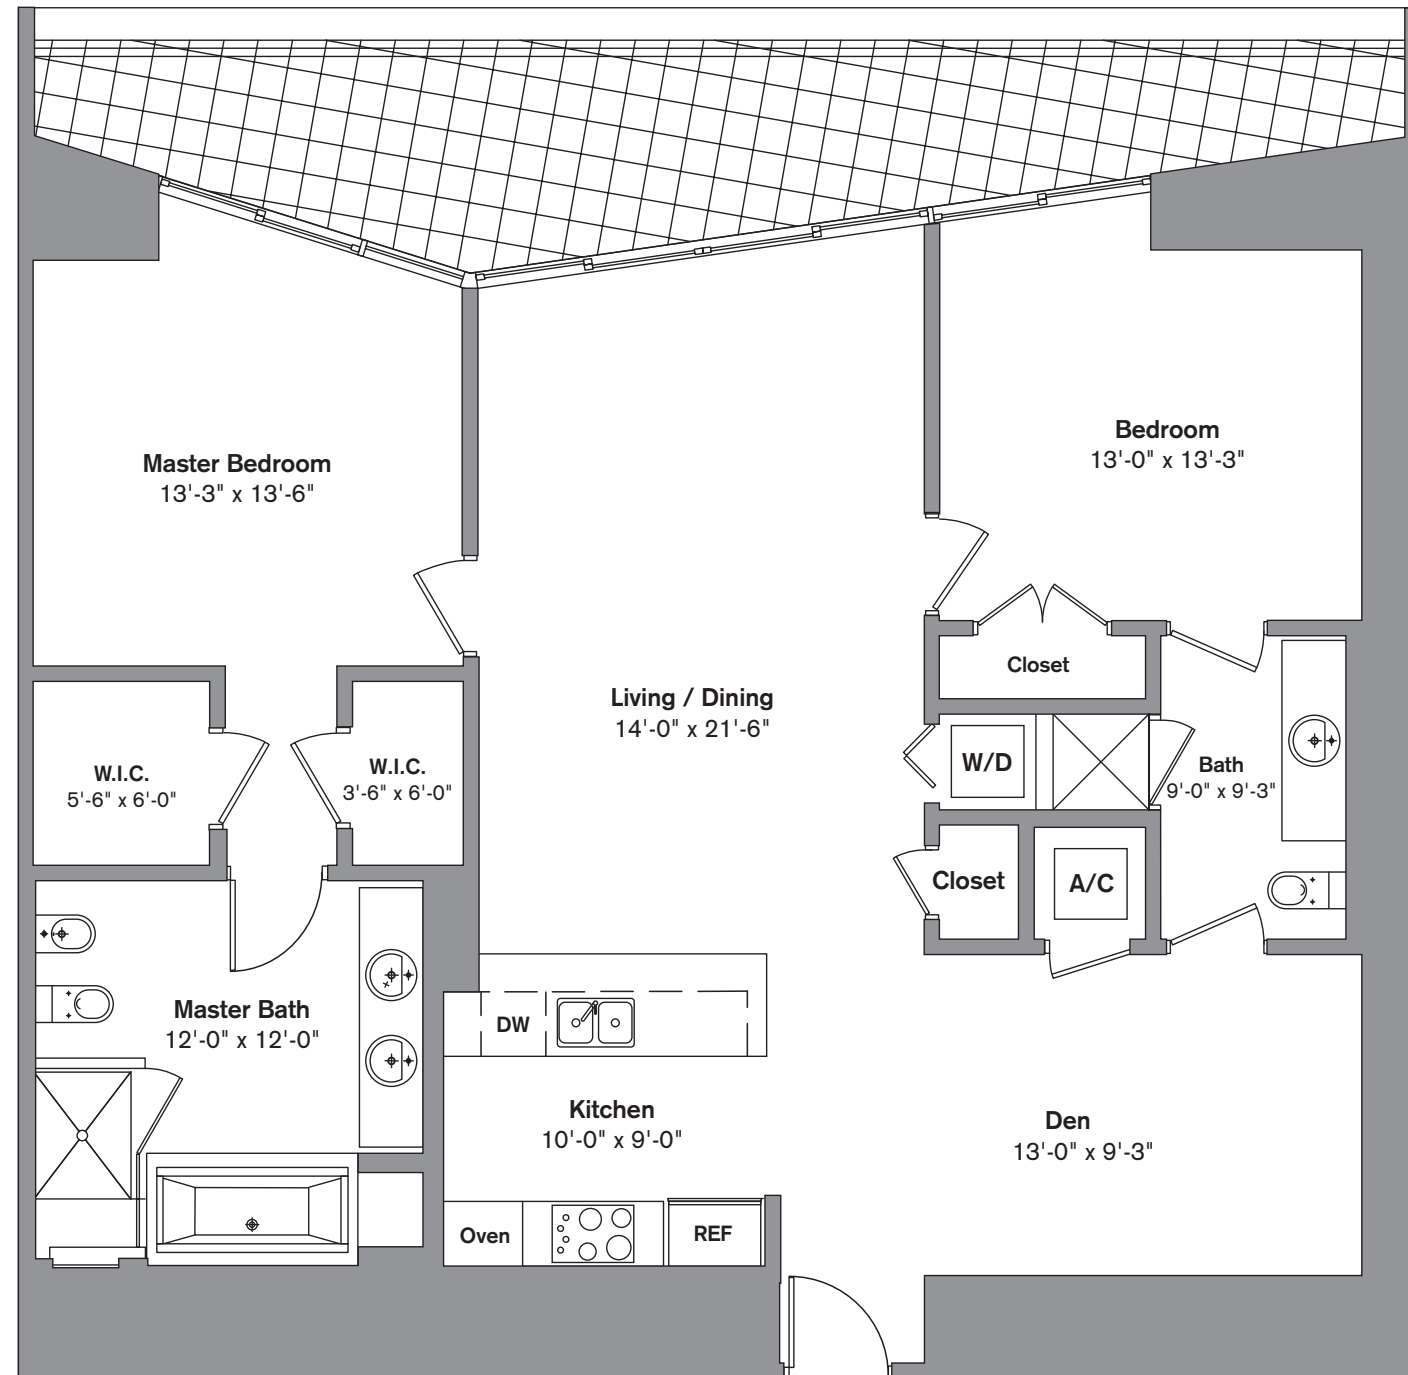 Bedroom
13'-0" x 13'-3"
Master Bedroom
13'-3" x 13'-6"
Closet
Living / Dining
14'-0" x 21'-6"
W/D
Bath
9'-0" x 9'-3"
W.I.C.
5'-6" x 6'-0"
W.I.C.
3'-6" x 6'-0"
Closet
A/C
Master Bath
12'-0" x 12'-0"
DW
Kitchen
10'-0" x 9'-0"
Den
13'-0" x 9'-3"
Oven
REF